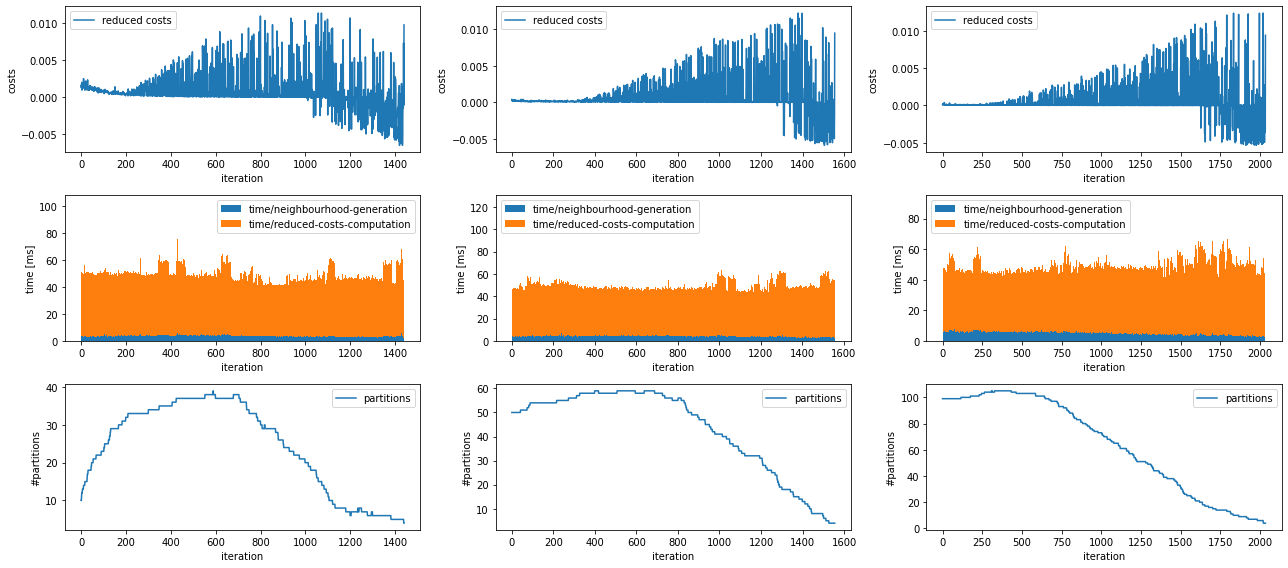 reduced costs
costs
0.010
0.005
0.000
−0.005
0 200 400 600 800 1000 1200 1400
iteration
reduced costs
costs
0.010
0.005
0.000
−0.005
0 200 400 600 800 1000 1200 1400 1600
iteration
reduced costs
costs
0.010
0.005
0.000
−0.005
0 250 500 750 1000 1250 1500 1750 2000
iteration
time/neighbourhood-generation
time/reduced-costs-computation
time [ms]
100
80
60
40
20
0
0 200 400 600 800 1000 1200 1400
iteration
time/neighbourhood-generation
time/reduced-costs-computation
time [ms]
120
100
80
60
40
20
0
0 200 400 600 800 1000 1200 1400 1600
iteration
time/neighbourhood-generation
time/reduced-costs-computation
time [ms]
80
60
40
20
0
0 250 500 750 1000 1250 1500 1750 2000
iteration
partitions
#partitions
40
30
20
10
0 200 400 600 800 1000 1200 1400
iteration
partitions
#partitions
60
50
40
30
20
10
0 200 400 600 800 1000 1200 1400 1600
iteration
partitions
#partitions
100
80
60
40
20
0
0 250 500 750 1000 1250 1500 1750 2000
iteration